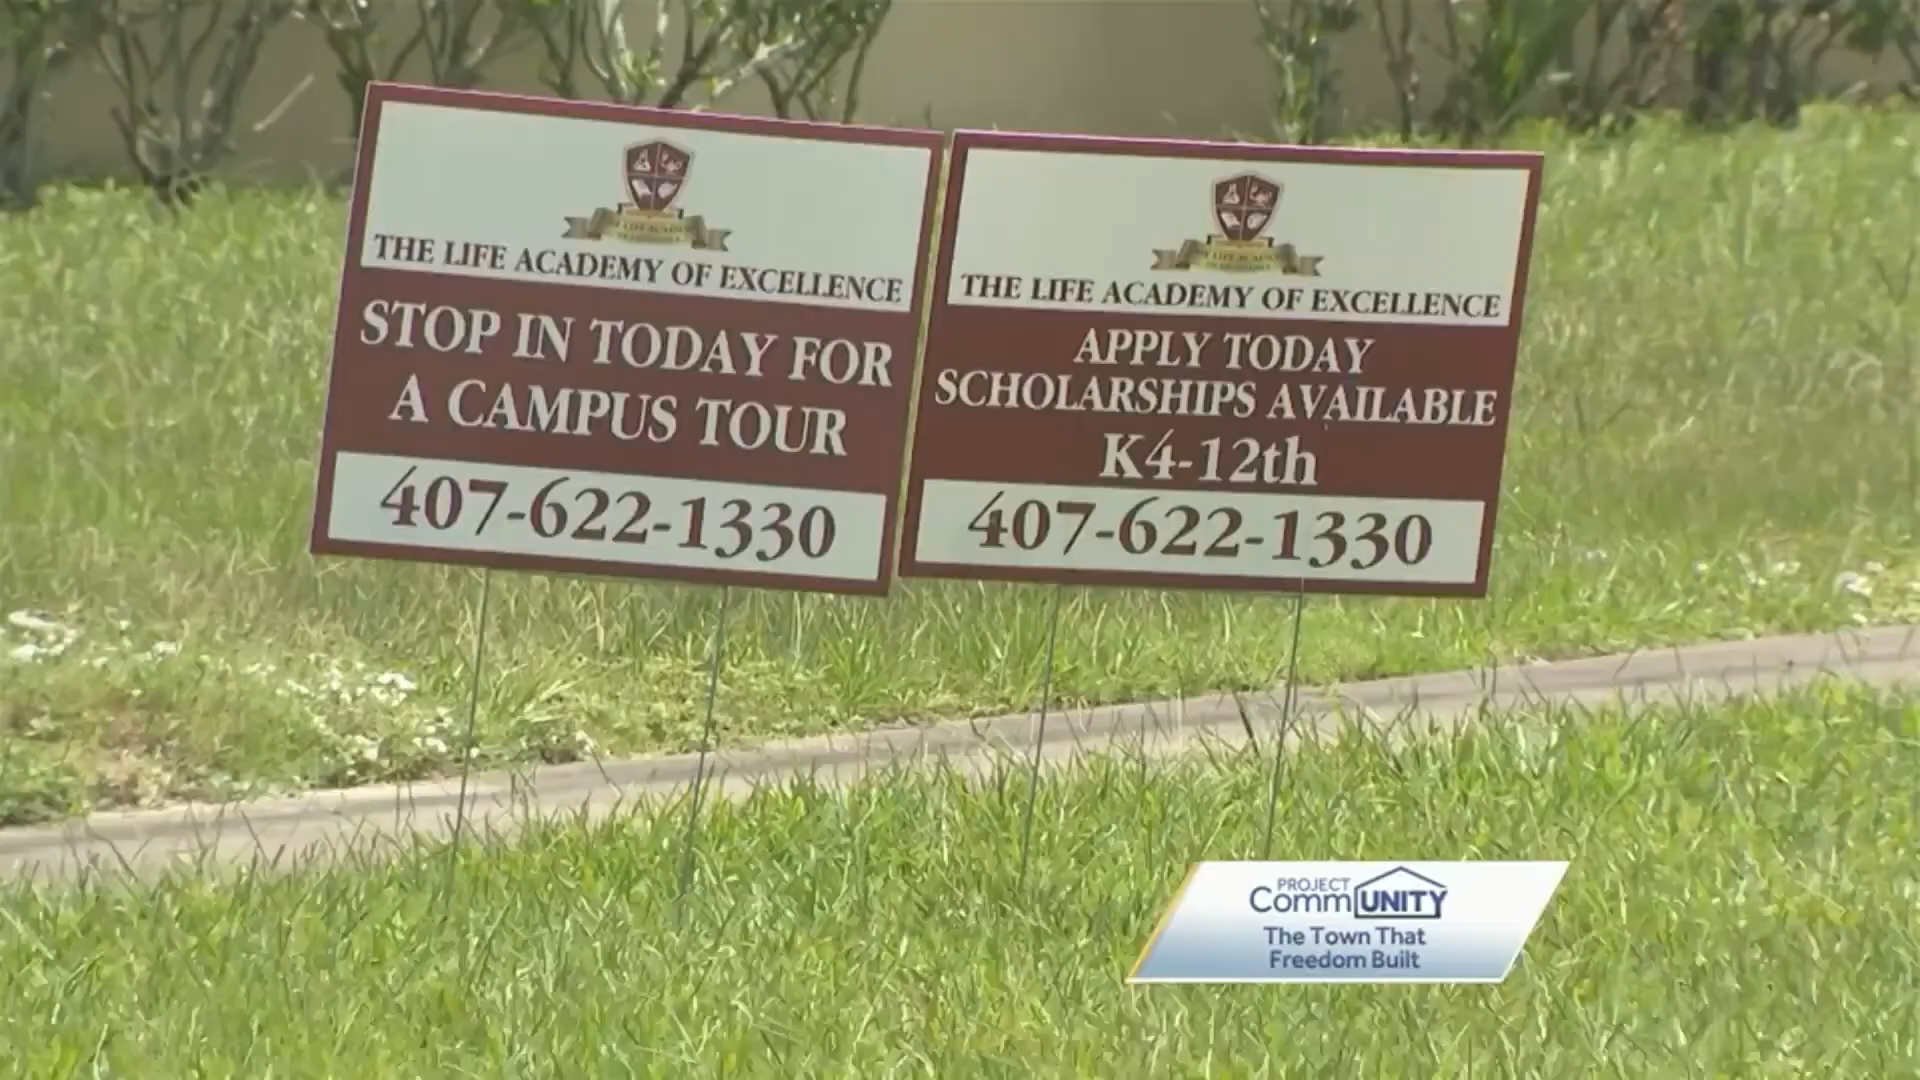 THE LIFE ACADEMY OF EXCELLENCE
STOP IN TODAY FOR
A CAMPUS TOUR
407-622-1330
THE LIFE ACADEMY OF EXCELLENCE
APPLY TODAY
SCHOLARSHIPS AVAILABLE
K4-12th
407-622-1330
PROJECT
CommUNITY
The Town That
Freedom Built